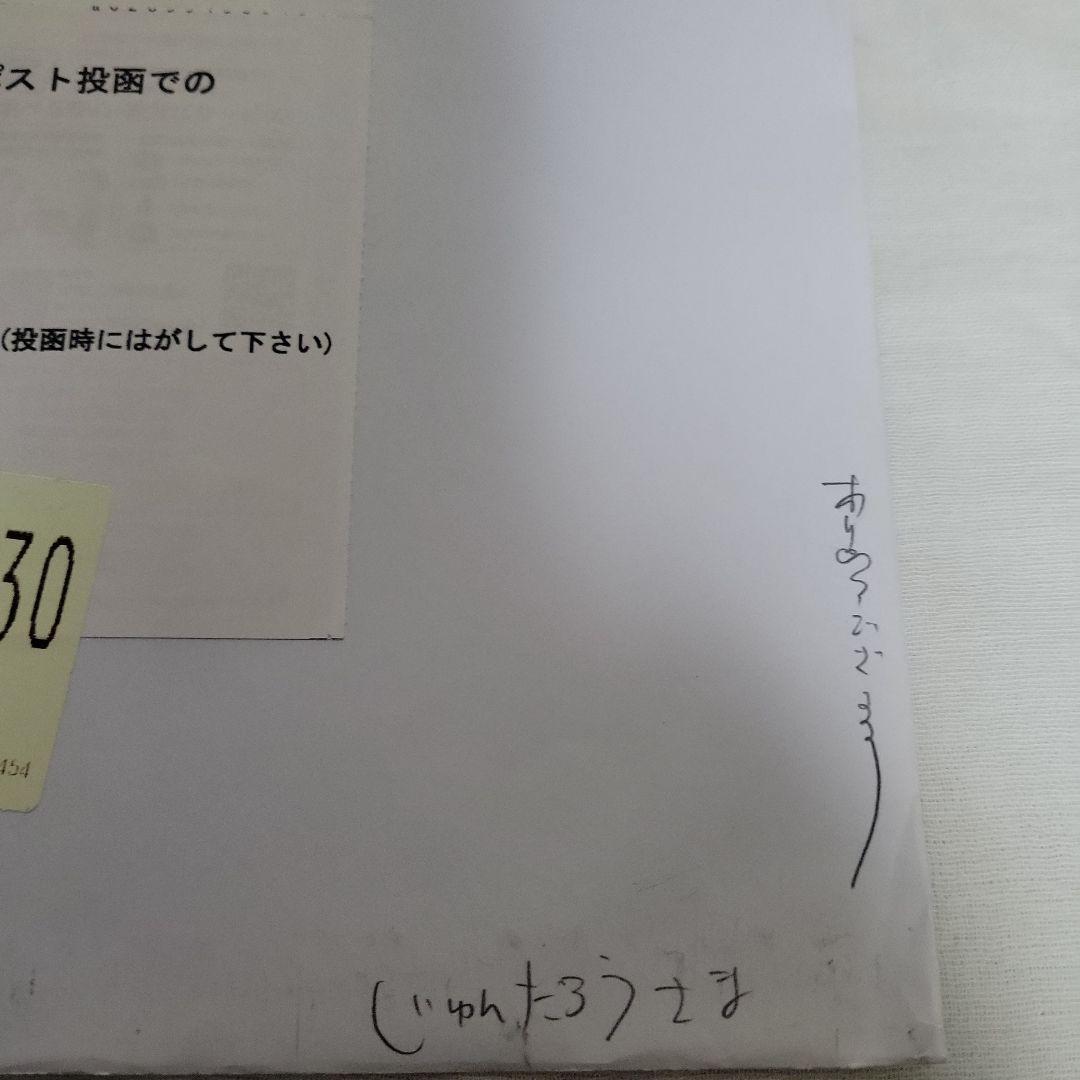 ポスト投函での
(投函時にはがして下さい)
30
454
ありがとうございます
じゅんたろうさま